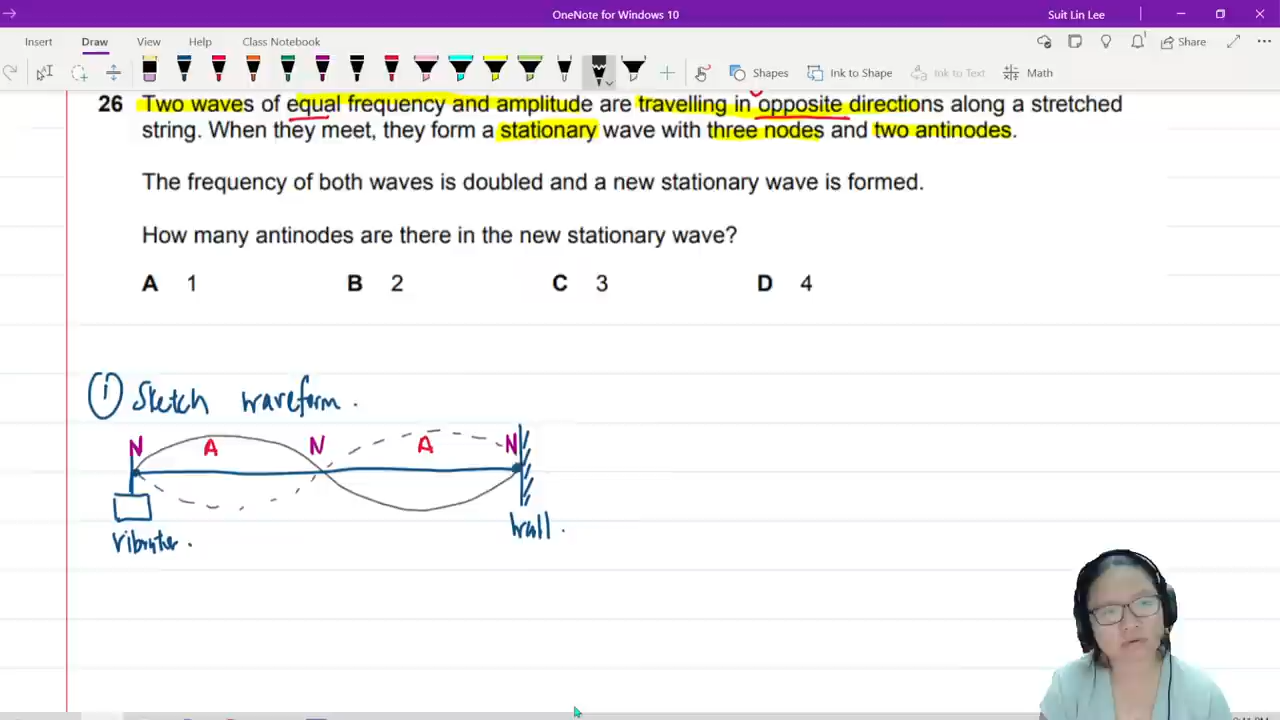 OneNote for Windows 10
Suit Lin Lee
Insert Draw View Help Class Notebook
Share
Shapes Ink to Shape Ink to Text Math
26 Two waves of equal frequency and amplitude are travelling in opposite directions along a stretched
string. When they meet, they form a stationary wave with three nodes and two antinodes.
The frequency of both waves is doubled and a new stationary wave is formed.
How many antinodes are there in the new stationary wave?
A 1 B 2 C 3 D 4
① Sketch waveform.
N A N A N
wall.
vibrator.